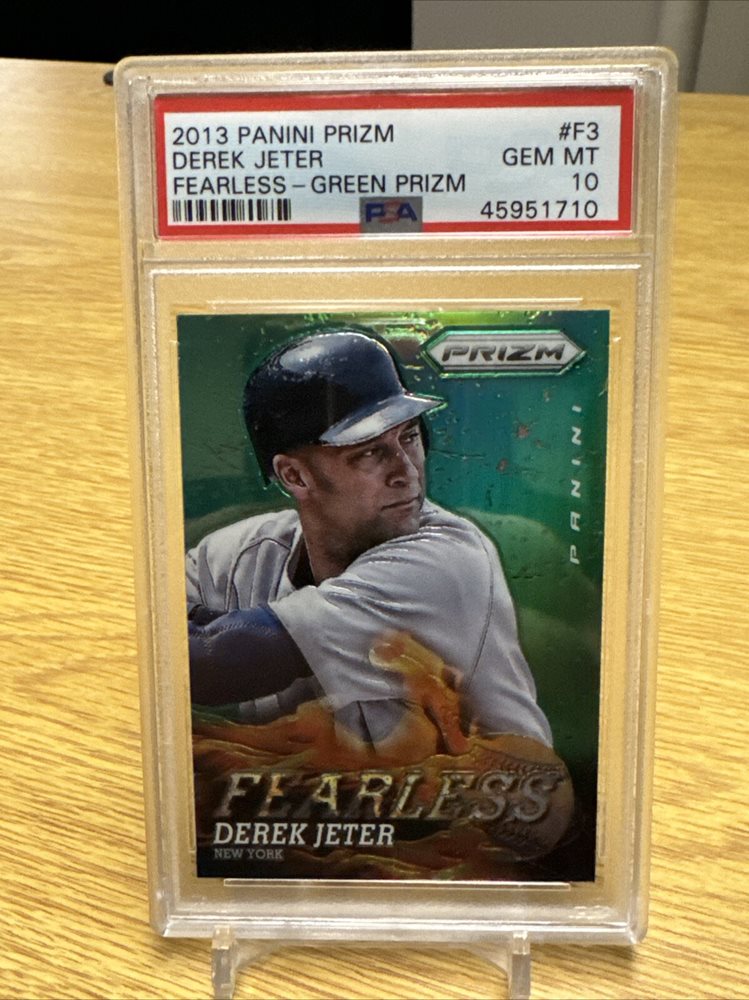 2013 PANINI PRIZM #F3
DEREK JETER GEM MT
FEARLESS – GREEN PRIZM 10
PSA 45951710
PRIZM
PANINI
FEARLESS
DEREK JETER
NEW YORK